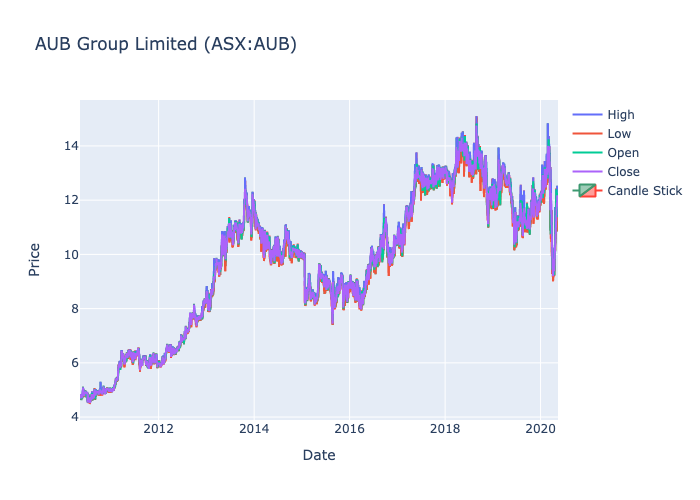 AUB Group Limited (ASX:AUB)
High
Low
Open
Close
Candle Stick
14
12
10
8
6
4
Price
2012
2014
2016
2018
2020
Date